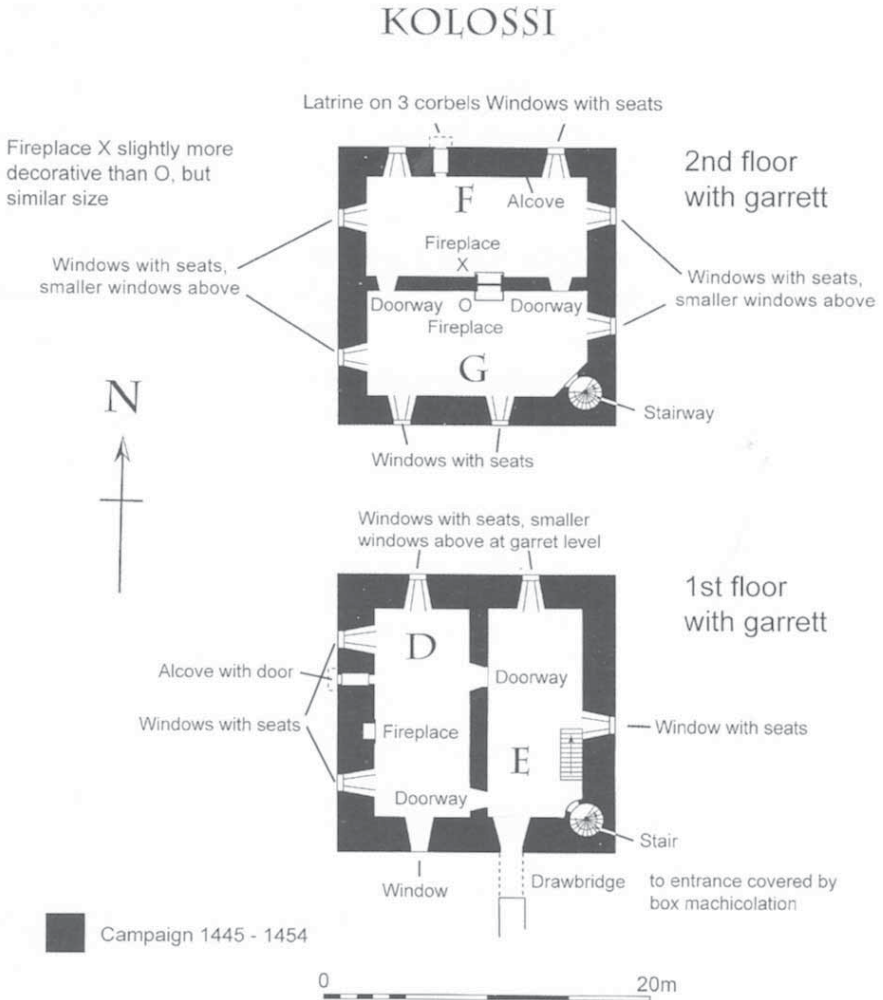 KOLOSSI
Latrine on 3 corbels Windows with seats
Fireplace X slightly more
decorative than O, but
similar size
2nd floor
with garrett
F
Alcove
Fireplace
X
Windows with seats,
smaller windows above
Windows with seats,
smaller windows above
Doorway
O
Doorway
Fireplace
G
N
Stairway
Windows with seats
Windows with seats, smaller
windows above at garret level
1st floor
with garrett
D
Alcove with door
Doorway
Windows with seats
Fireplace
Window with seats
E
Doorway
Stair
Window
Drawbridge
to entrance covered by
box machicolation
Campaign 1445 - 1454
0
20m